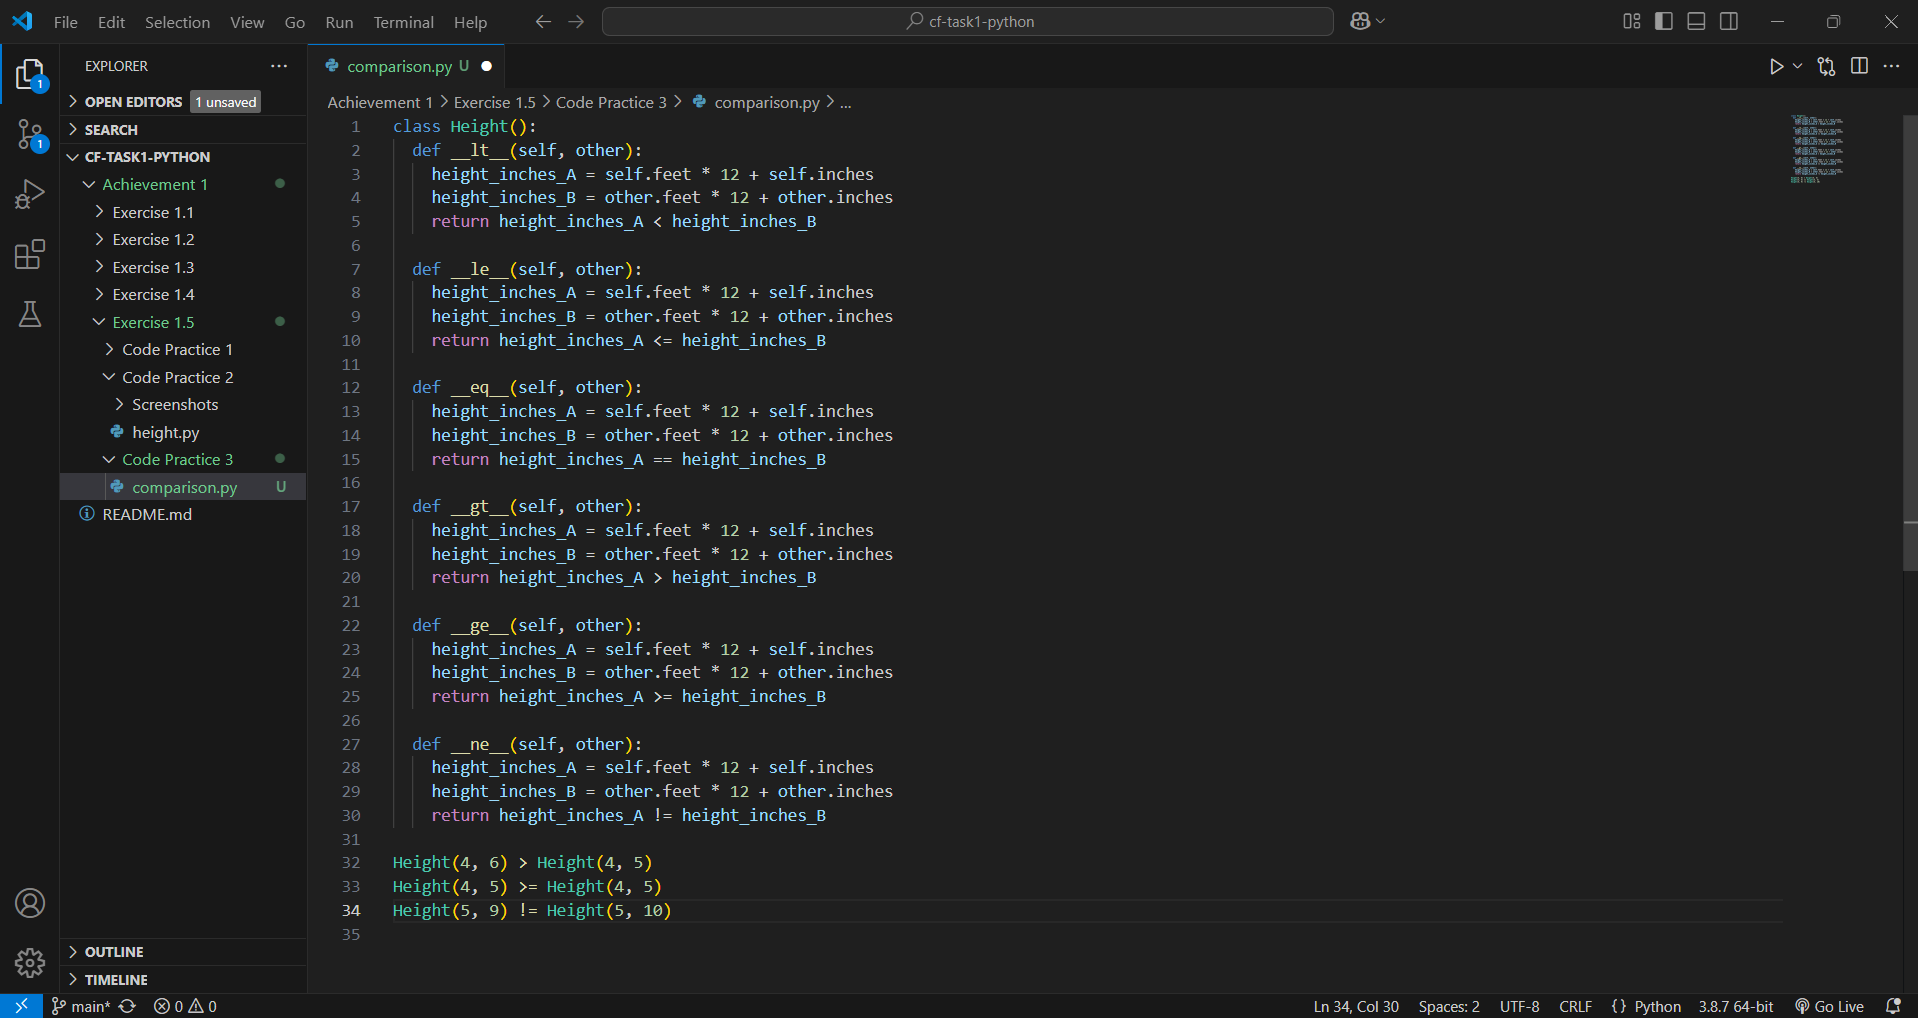 File Edit Selection View Go Run Terminal Help
cf-task1-python
EXPLORER
1
OPEN EDITORS 1 unsaved
SEARCH
1
CF-TASK1-PYTHON
Achievement 1
Exercise 1.1
Exercise 1.2
Exercise 1.3
Exercise 1.4
Exercise 1.5
Code Practice 1
Code Practice 2
Screenshots
height.py
Code Practice 3
comparison.py U
README.md
OUTLINE
TIMELINE
comparison.py U
Achievement 1 > Exercise 1.5 > Code Practice 3 > comparison.py > ...
1 class Height():
2 def __lt__(self, other):
3 height_inches_A = self.feet * 12 + self.inches
4 height_inches_B = other.feet * 12 + other.inches
5 return height_inches_A < height_inches_B
6
7 def __le__(self, other):
8 height_inches_A = self.feet * 12 + self.inches
9 height_inches_B = other.feet * 12 + other.inches
10 return height_inches_A <= height_inches_B
11
12 def __eq__(self, other):
13 height_inches_A = self.feet * 12 + self.inches
14 height_inches_B = other.feet * 12 + other.inches
15 return height_inches_A == height_inches_B
16
17 def __gt__(self, other):
18 height_inches_A = self.feet * 12 + self.inches
19 height_inches_B = other.feet * 12 + other.inches
20 return height_inches_A > height_inches_B
21
22 def __ge__(self, other):
23 height_inches_A = self.feet * 12 + self.inches
24 height_inches_B = other.feet * 12 + other.inches
25 return height_inches_A >= height_inches_B
26
27 def __ne__(self, other):
28 height_inches_A = self.feet * 12 + self.inches
29 height_inches_B = other.feet * 12 + other.inches
30 return height_inches_A != height_inches_B
31
32 Height(4, 6) > Height(4, 5)
33 Height(4, 5) >= Height(4, 5)
34 Height(5, 9) != Height(5, 10)
35
main* 0 0 Ln 34, Col 30 Spaces: 2 UTF-8 CRLF {} Python 3.8.7 64-bit Go Live